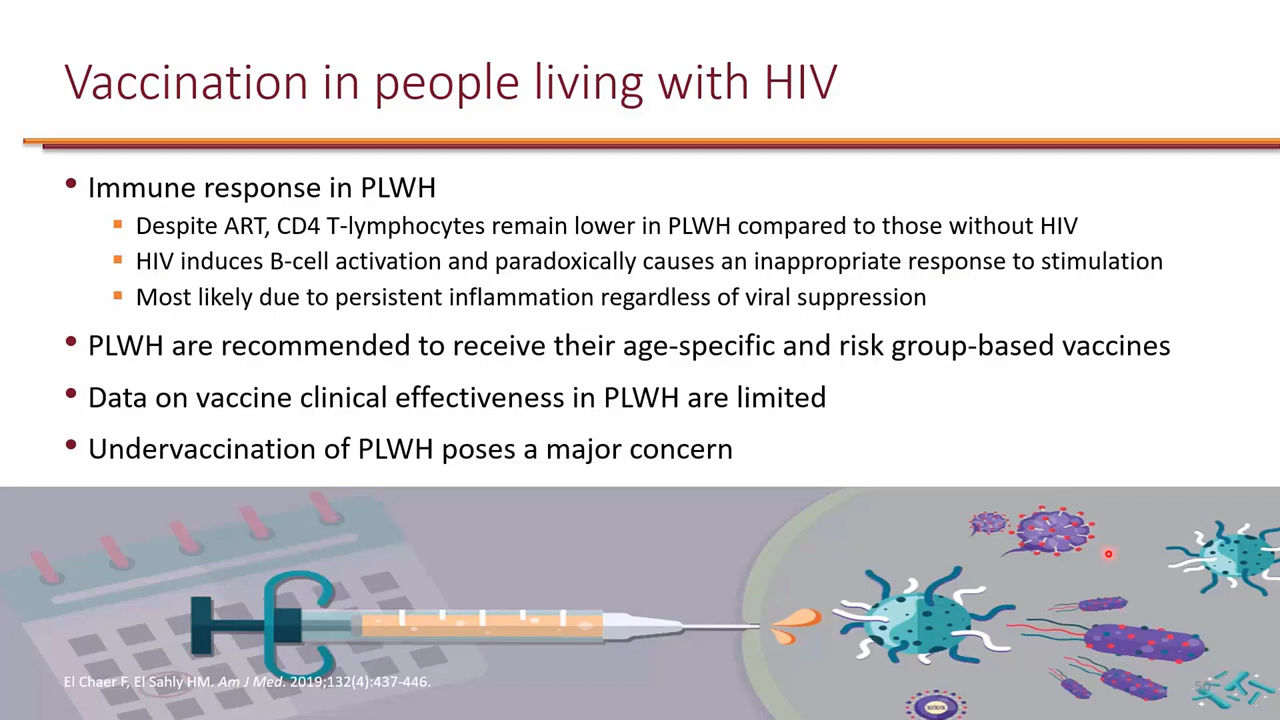 Vaccination in people living with HIV
• Immune response in PLWH
▪ Despite ART, CD4 T-lymphocytes remain lower in PLWH compared to those without HIV
▪ HIV induces B-cell activation and paradoxically causes an inappropriate response to stimulation
▪ Most likely due to persistent inflammation regardless of viral suppression
• PLWH are recommended to receive their age-specific and risk group-based vaccines
• Data on vaccine clinical effectiveness in PLWH are limited
• Undervaccination of PLWH poses a major concern
El Chaer F, El Sahly HM. Am J Med. 2019;132(4):437-446.
50